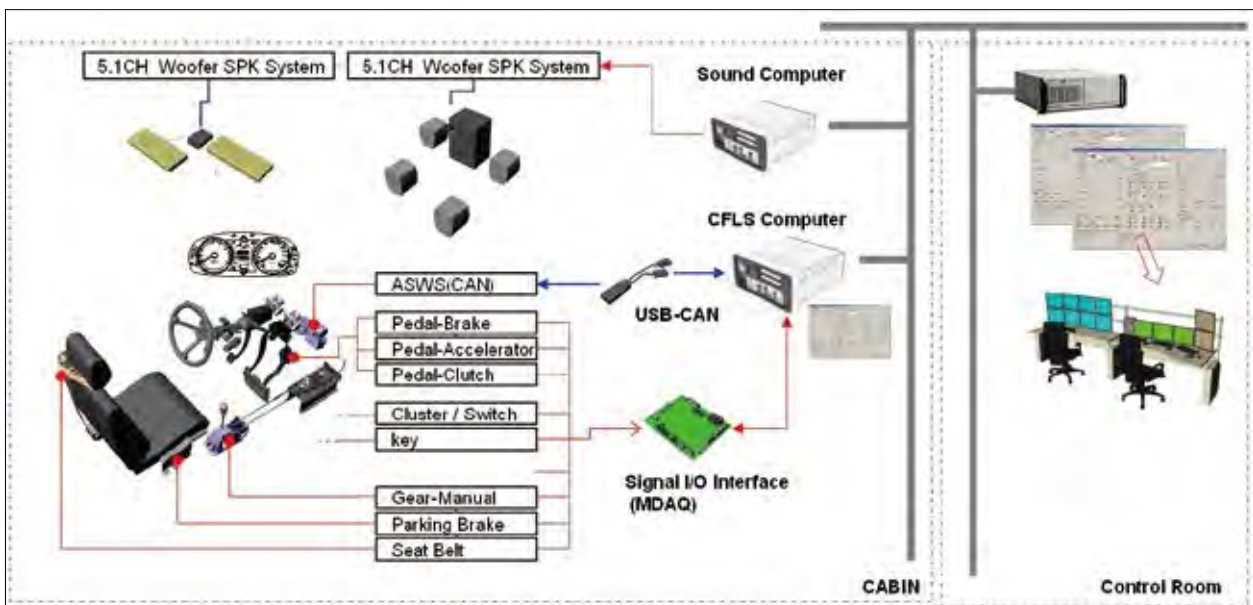 5.1CH Woofer SPK System
5.1CH Woofer SPK System
Sound Computer
CFLS Computer
ASWS(CAN)
USB-CAN
Pedal-Brake
Pedal-Accelerator
Pedal-Clutch
Cluster / Switch
key
Signal I/O Interface
(MDAQ)
Gear-Manual
Parking Brake
Seat Belt
CABIN
Control Room